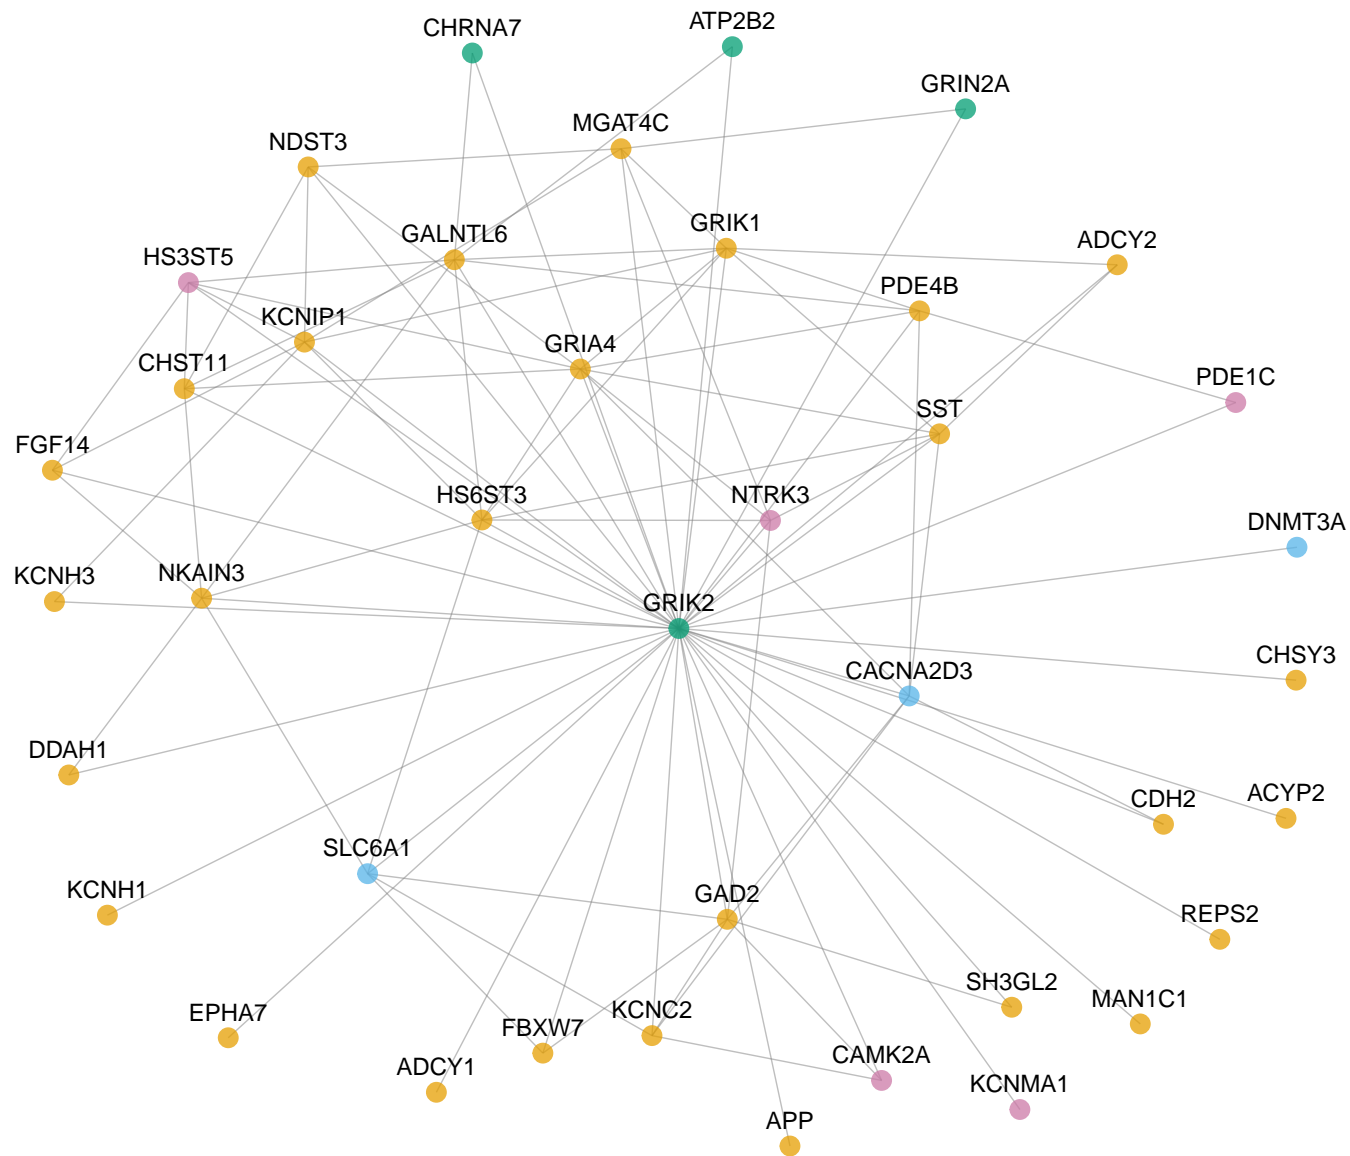 ATP2B2
CHRNA7
GRIN2A
MGAT4C
NDST3
GRIK1
GALNTL6
ADCY2
HS3ST5
PDE4B
KCNIP1
GRIA4
CHST11
PDE1C
SST
FGF14
HS6ST3
NTRK3
DNMT3A
KCNH3
NKAIN3
GRIK2
CHSY3
CACNA2D3
DDAH1
ACYP2
CDH2
SLC6A1
KCNH1
GAD2
REPS2
SH3GL2
MAN1C1
EPHA7
KCNC2
FBXW7
CAMK2A
ADCY1
KCNMA1
APP